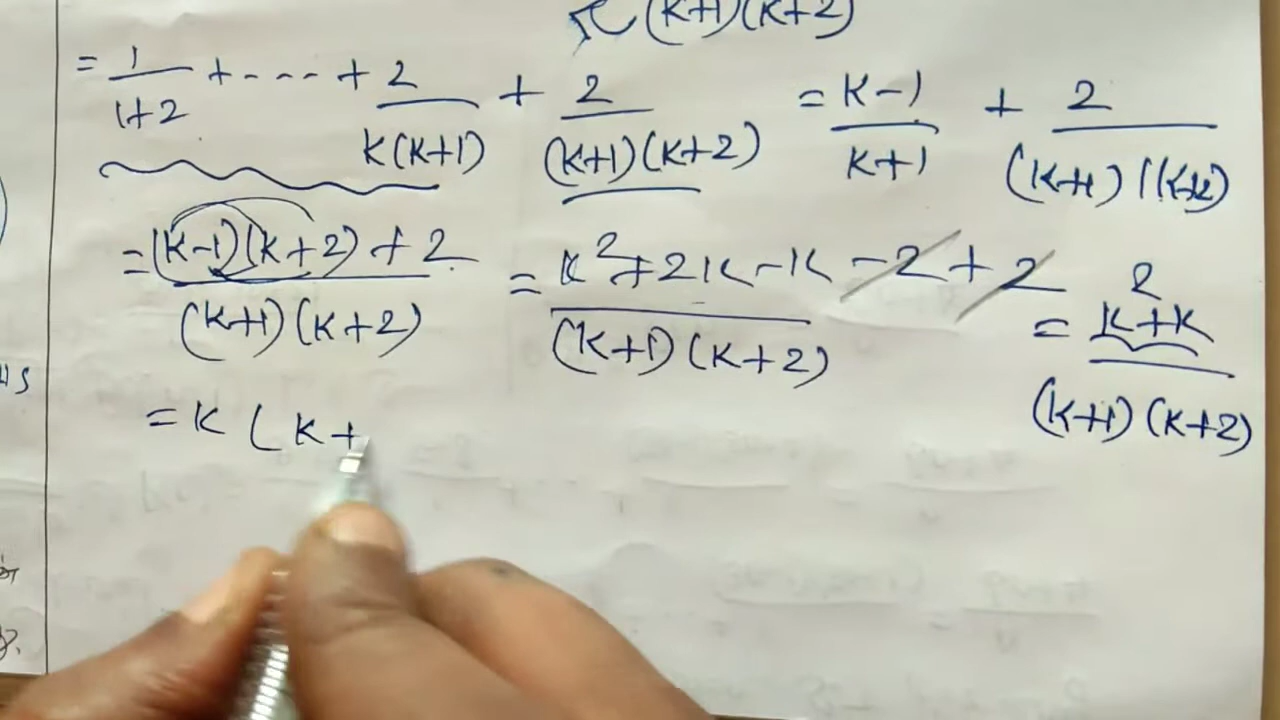 (k+1)(k+2)
= 1/(1+2) + ---- + 2/(k(k+1)) + 2/((k+1)(k+2)) = (k-1)/(k+1) + 2/((k+1)(k+2))
= ((k-1)(k+2)+2)/((k+1)(k+2)) = (k²+2k-k-2+2)/((k+1)(k+2)) = (k²+k)/((k+1)(k+2))
= k(k+